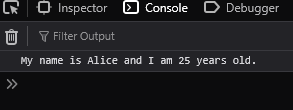 Inspector
Console
Debugger
Filter Output
My name is Alice and I am 25 years old.